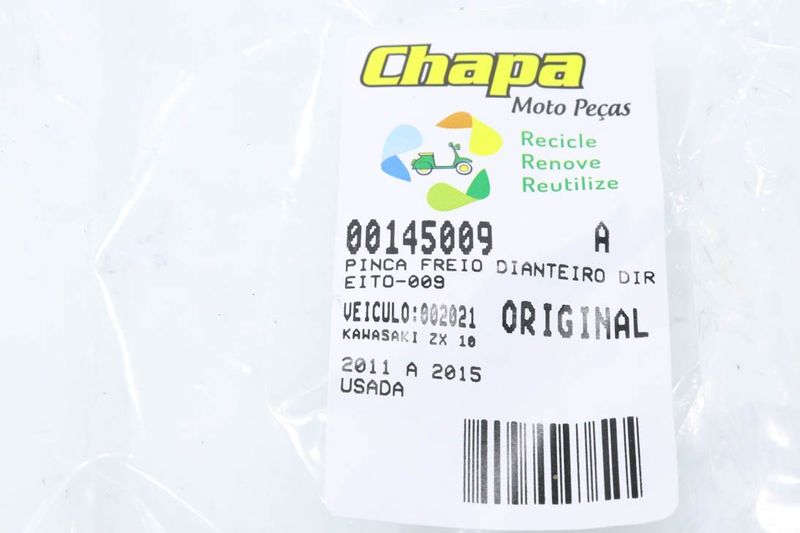 Chapa
Moto Peças
Recicle
Renove
Reutilize
00145009 A
PINCA FREIO DIANTEIRO DIR
EITO-009
VEICULO:002021 ORIGINAL
KAWASAKI ZX 10
2011 A 2015
USADA